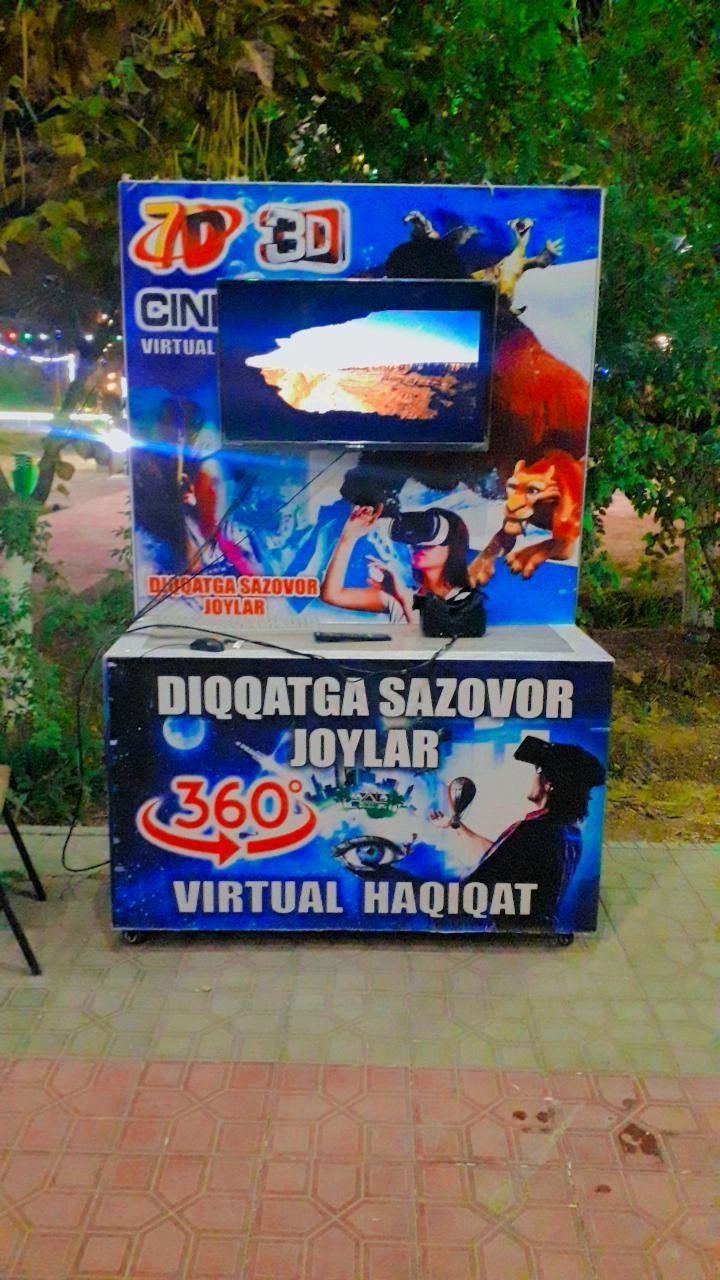 7D 3D
VIRTUAL
DIQQATGA SAZOVOR
JOYLAR
DIQQATGA SAZOVOR
JOYLAR
360°
VIRTUAL HAQIQAT